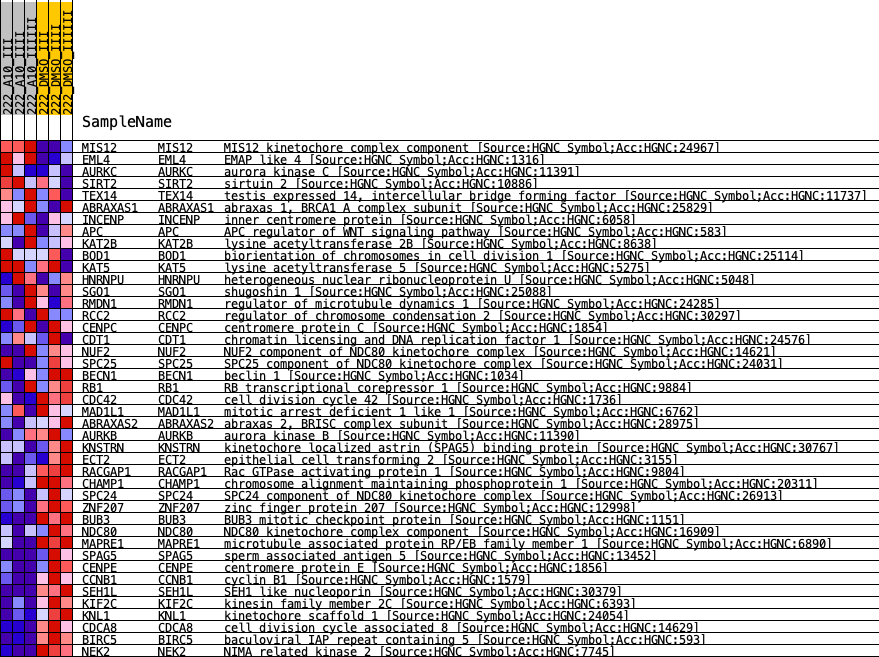 222_A10_III
222_A10_IIII
222_A10_IIIIII
222_DMSO_III
222_DMSO_IIII
222_DMSO_IIIIII
SampleName
MIS12 MIS12 MIS12 kinetochore complex component [Source:HGNC Symbol;Acc:HGNC:24967]
EML4 EML4 EMAP like 4 [Source:HGNC Symbol;Acc:HGNC:1316]
AURKC AURKC aurora kinase C [Source:HGNC Symbol;Acc:HGNC:11391]
SIRT2 SIRT2 sirtuin 2 [Source:HGNC Symbol;Acc:HGNC:10886]
TEX14 TEX14 testis expressed 14, intercellular bridge forming factor [Source:HGNC Symbol;Acc:HGNC:11737]
ABRAXAS1 ABRAXAS1 abraxas 1, BRCA1 A complex subunit [Source:HGNC Symbol;Acc:HGNC:25829]
INCENP INCENP inner centromere protein [Source:HGNC Symbol;Acc:HGNC:6058]
APC APC APC regulator of WNT signaling pathway [Source:HGNC Symbol;Acc:HGNC:583]
KAT2B KAT2B lysine acetyltransferase 2B [Source:HGNC Symbol;Acc:HGNC:8638]
BOD1 BOD1 biorientation of chromosomes in cell division 1 [Source:HGNC Symbol;Acc:HGNC:25114]
KAT5 KAT5 lysine acetyltransferase 5 [Source:HGNC Symbol;Acc:HGNC:5275]
HNRNPU HNRNPU heterogeneous nuclear ribonucleoprotein U [Source:HGNC Symbol;Acc:HGNC:5048]
SGO1 SGO1 shugoshin 1 [Source:HGNC Symbol;Acc:HGNC:25088]
RMDN1 RMDN1 regulator of microtubule dynamics 1 [Source:HGNC Symbol;Acc:HGNC:24285]
RCC2 RCC2 regulator of chromosome condensation 2 [Source:HGNC Symbol;Acc:HGNC:30297]
CENPC CENPC centromere protein C [Source:HGNC Symbol;Acc:HGNC:1854]
CDT1 CDT1 chromatin licensing and DNA replication factor 1 [Source:HGNC Symbol;Acc:HGNC:24576]
NUF2 NUF2 NUF2 component of NDC80 kinetochore complex [Source:HGNC Symbol;Acc:HGNC:14621]
SPC25 SPC25 SPC25 component of NDC80 kinetochore complex [Source:HGNC Symbol;Acc:HGNC:24031]
BECN1 BECN1 beclin 1 [Source:HGNC Symbol;Acc:HGNC:1034]
RB1 RB1 RB transcriptional corepressor 1 [Source:HGNC Symbol;Acc:HGNC:9884]
CDC42 CDC42 cell division cycle 42 [Source:HGNC Symbol;Acc:HGNC:1736]
MAD1L1 MAD1L1 mitotic arrest deficient 1 like 1 [Source:HGNC Symbol;Acc:HGNC:6762]
ABRAXAS2 ABRAXAS2 abraxas 2, BRISC complex subunit [Source:HGNC Symbol;Acc:HGNC:28975]
AURKB AURKB aurora kinase B [Source:HGNC Symbol;Acc:HGNC:11390]
KNSTRN KNSTRN kinetochore localized astrin (SPAG5) binding protein [Source:HGNC Symbol;Acc:HGNC:30767]
ECT2 ECT2 epithelial cell transforming 2 [Source:HGNC Symbol;Acc:HGNC:3155]
RACGAP1 RACGAP1 Rac GTPase activating protein 1 [Source:HGNC Symbol;Acc:HGNC:9804]
CHAMP1 CHAMP1 chromosome alignment maintaining phosphoprotein 1 [Source:HGNC Symbol;Acc:HGNC:20311]
SPC24 SPC24 SPC24 component of NDC80 kinetochore complex [Source:HGNC Symbol;Acc:HGNC:26913]
ZNF207 ZNF207 zinc finger protein 207 [Source:HGNC Symbol;Acc:HGNC:12998]
BUB3 BUB3 BUB3 mitotic checkpoint protein [Source:HGNC Symbol;Acc:HGNC:1151]
NDC80 NDC80 NDC80 kinetochore complex component [Source:HGNC Symbol;Acc:HGNC:16909]
MAPRE1 MAPRE1 microtubule associated protein RP/EB family member 1 [Source:HGNC Symbol;Acc:HGNC:6890]
SPAG5 SPAG5 sperm associated antigen 5 [Source:HGNC Symbol;Acc:HGNC:13452]
CENPE CENPE centromere protein E [Source:HGNC Symbol;Acc:HGNC:1856]
CCNB1 CCNB1 cyclin B1 [Source:HGNC Symbol;Acc:HGNC:1579]
SEH1L SEH1L SEH1 like nucleoporin [Source:HGNC Symbol;Acc:HGNC:30379]
KIF2C KIF2C kinesin family member 2C [Source:HGNC Symbol;Acc:HGNC:6393]
KNL1 KNL1 kinetochore scaffold 1 [Source:HGNC Symbol;Acc:HGNC:24054]
CDCA8 CDCA8 cell division cycle associated 8 [Source:HGNC Symbol;Acc:HGNC:14629]
BIRC5 BIRC5 baculoviral IAP repeat containing 5 [Source:HGNC Symbol;Acc:HGNC:593]
NEK2 NEK2 NIMA related kinase 2 [Source:HGNC Symbol;Acc:HGNC:7745]